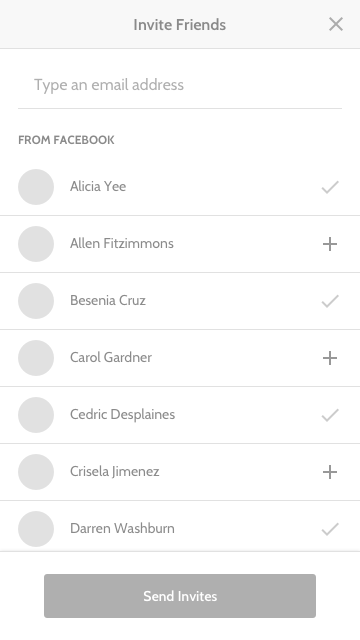 Invite Friends
Type an email address
FROM FACEBOOK
Alicia Yee
Allen Fitzimmons
Besenia Cruz
Carol Gardner
Cedric Desplaines
Crisela Jimenez
Darren Washburn
Send Invites